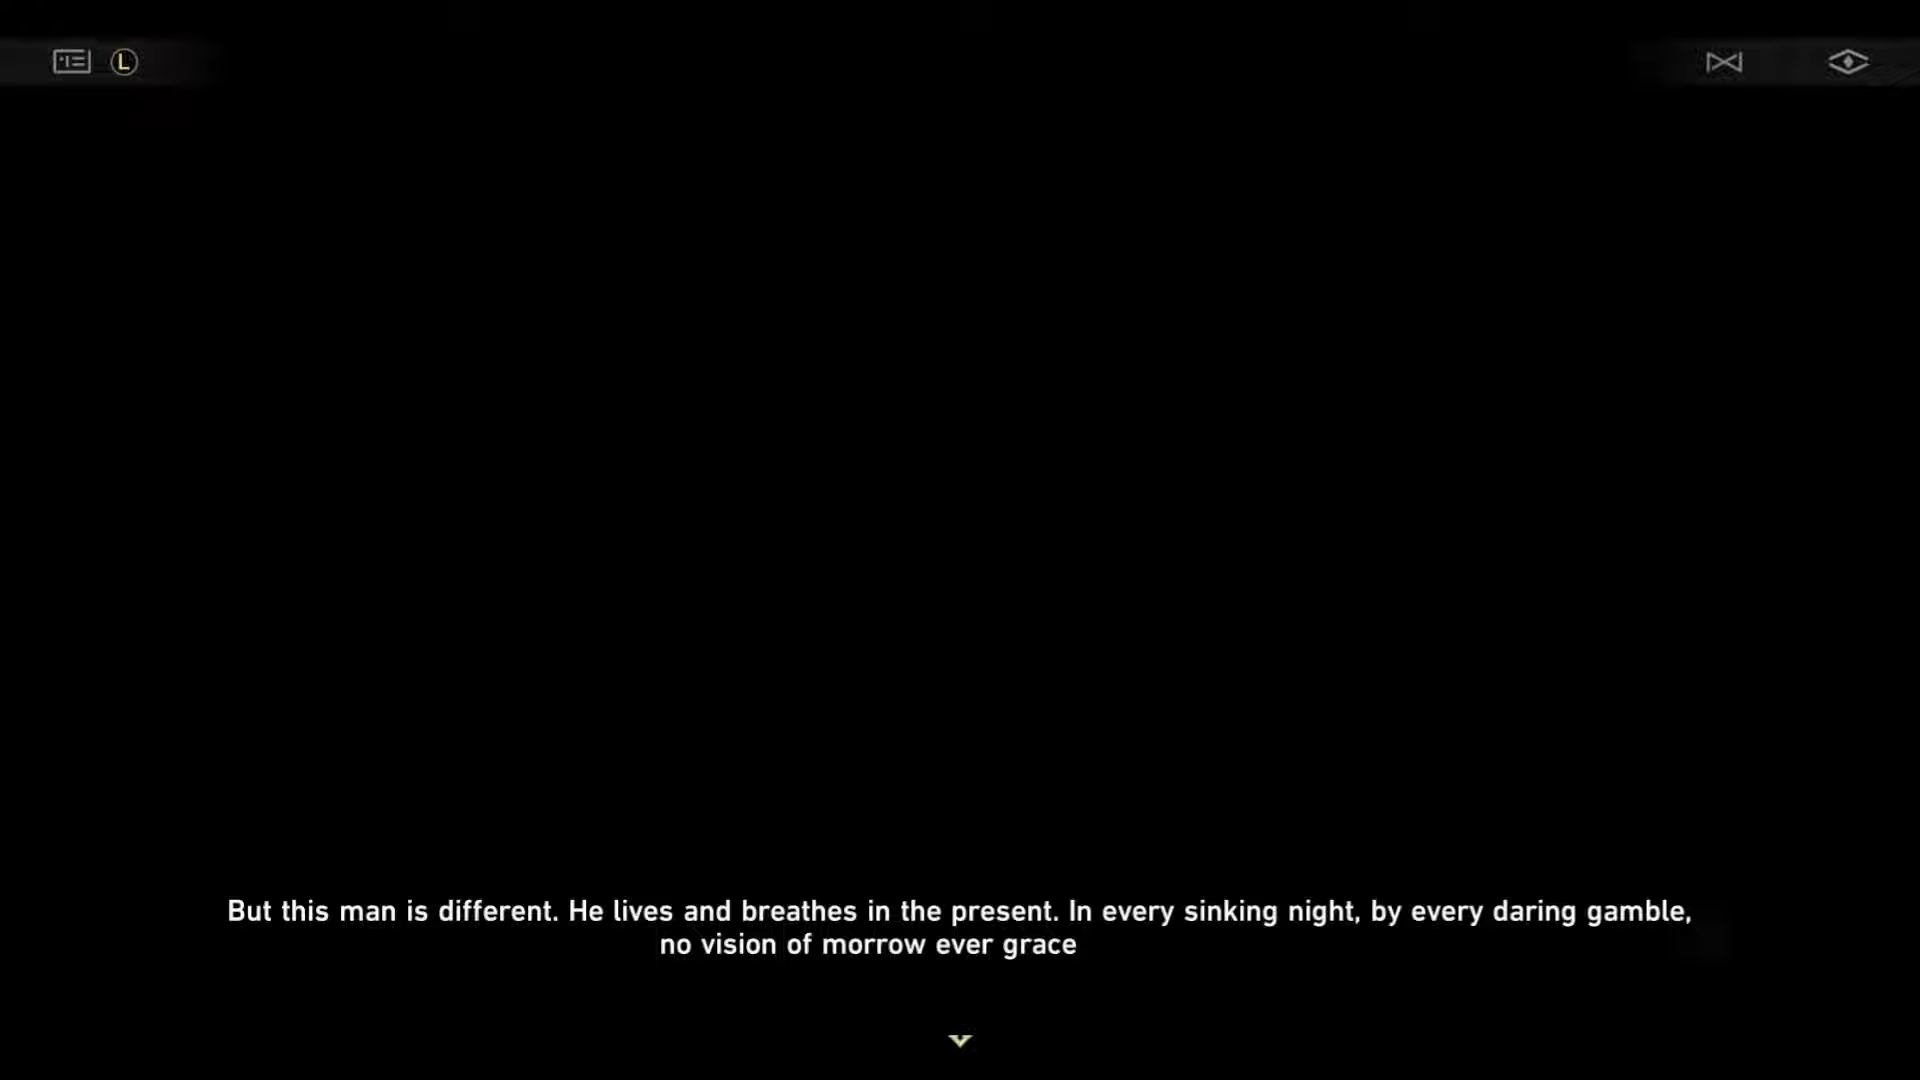 L
But this man is different. He lives and breathes in the present. In every sinking night, by every daring gamble,
no vision of morrow ever grace